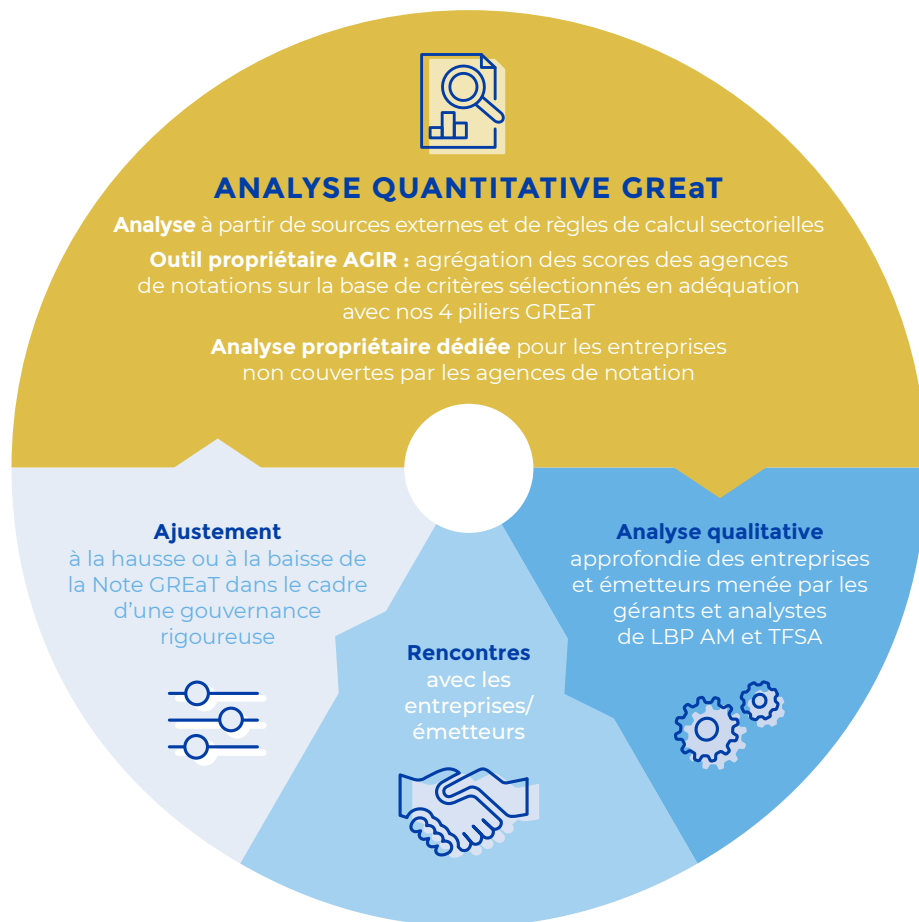 ANALYSE QUANTITATIVE GREaT
Analyse à partir de sources externes et de règles de calcul sectorielles
Outil propriétaire AGIR : agrégation des scores des agences
de notations sur la base de critères sélectionnés en adéquation
avec nos 4 piliers GREaT
Analyse propriétaire dédiée pour les entreprises
non couvertes par les agences de notation
Ajustement
à la hausse ou à la baisse de
la Note GREaT dans le cadre
d’une gouvernance
rigoureuse
Rencontres
avec les
entreprises/
émetteurs
Analyse qualitative
approfondie des entreprises
et émetteurs menée par les
gérants et analystes
de LBP AM et TFSA